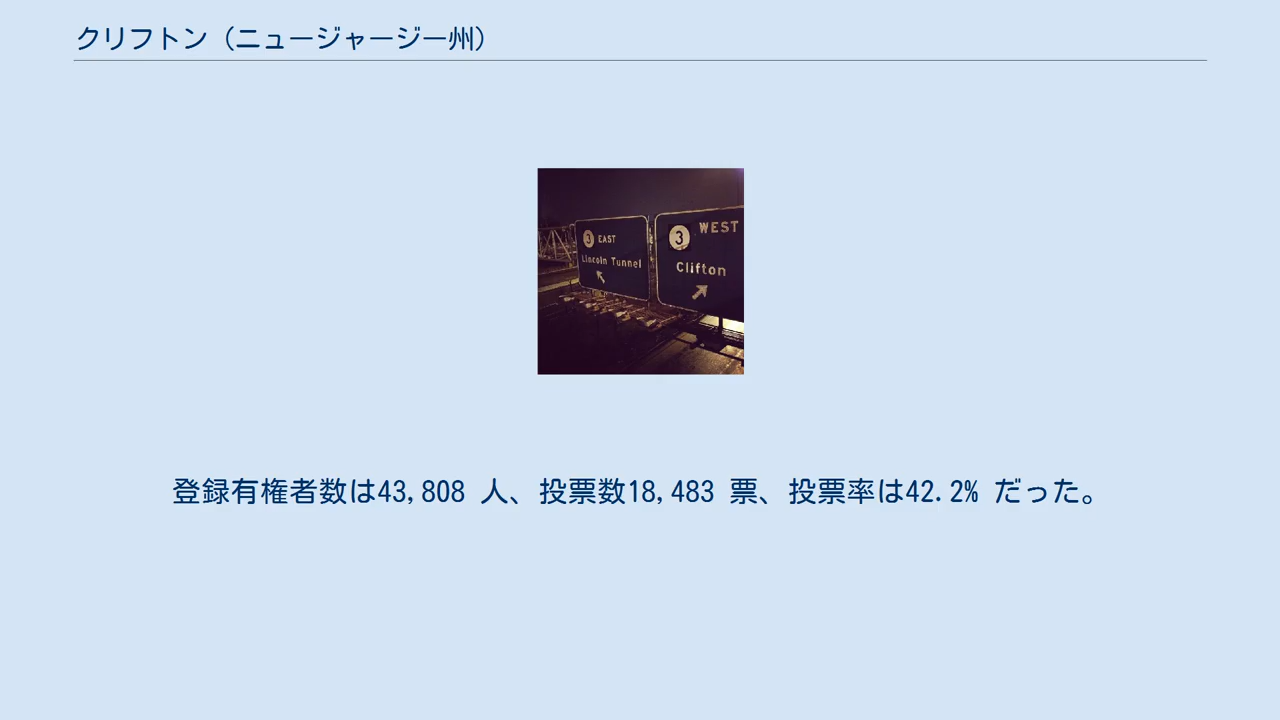 クリフトン（ニュージャージー州）
3 EAST
Lincoln Tunnel
3 WEST
Clifton
登録有権者数は43,808 人、投票数18,483 票、投票率は42.2% だった。